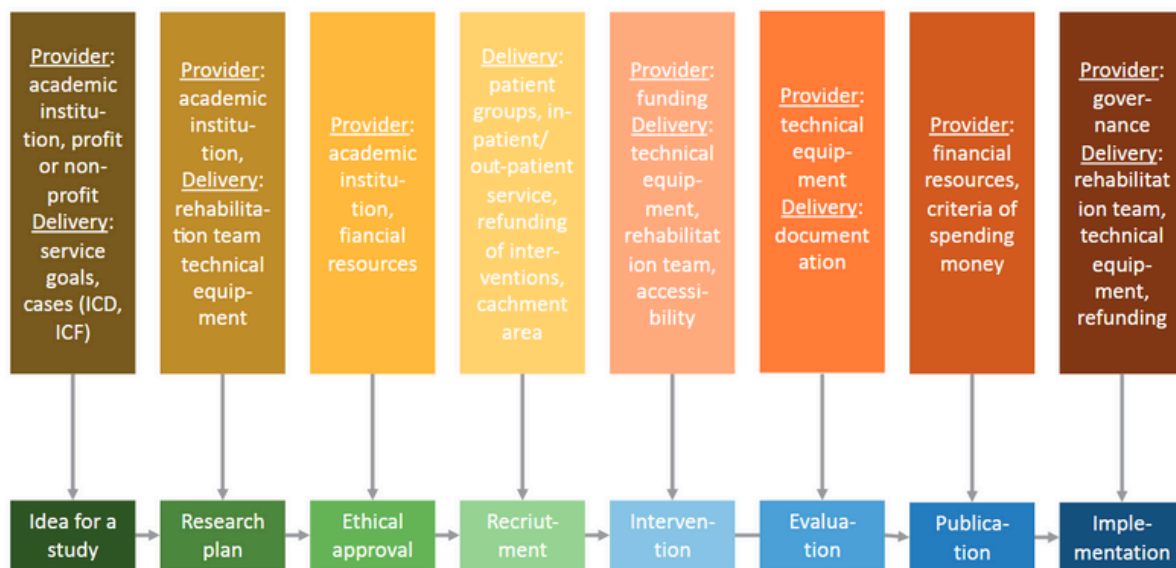 Provider:
academic
institution, profit
or non-
profit
Delivery:
service
goals,
cases (ICD,
ICF)
Provider:
academic
institu-
tion,
Delivery:
rehabilita-
tion team
technical
equip-
ment
Provider:
academic
institu-
tion,
fiancial
resources
Delivery:
patient
groups, in-
patient/
out-patient
service,
refunding
of inter-
ventions,
cachment
area
Provider:
funding
Delivery:
technical
equip-
ment,
rehabilitat
ion team,
accessi-
bility
Provider:
technical
equip-
ment
Delivery:
document
ation
Provider:
financial
resources,
criteria of
spending
money
Provider:
gover-
nance
Delivery:
rehabilitat
ion team,
technical
equip-
ment,
refunding
Idea for a
study
Research
plan
Ethical
approval
Recriut-
ment
Interven-
tion
Evalua-
tion
Publica-
tion
Imple-
mentation